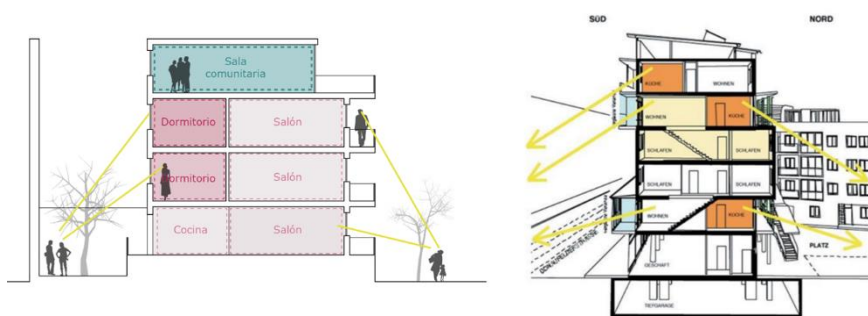 Sala
comunitaria
Dormitorio
Salón
Dormitorio
Salón
Cocina
Salón
SÜD
NORD
KÜCHE
WOHNEN
WOHNEN
KÜCHE
SCHLAFEN
SCHLAFEN
SCHLAFEN
SCHLAFEN
WOHNEN
KÜCHE
GESCHÄFT
PLATZ
TIEFGARAGE